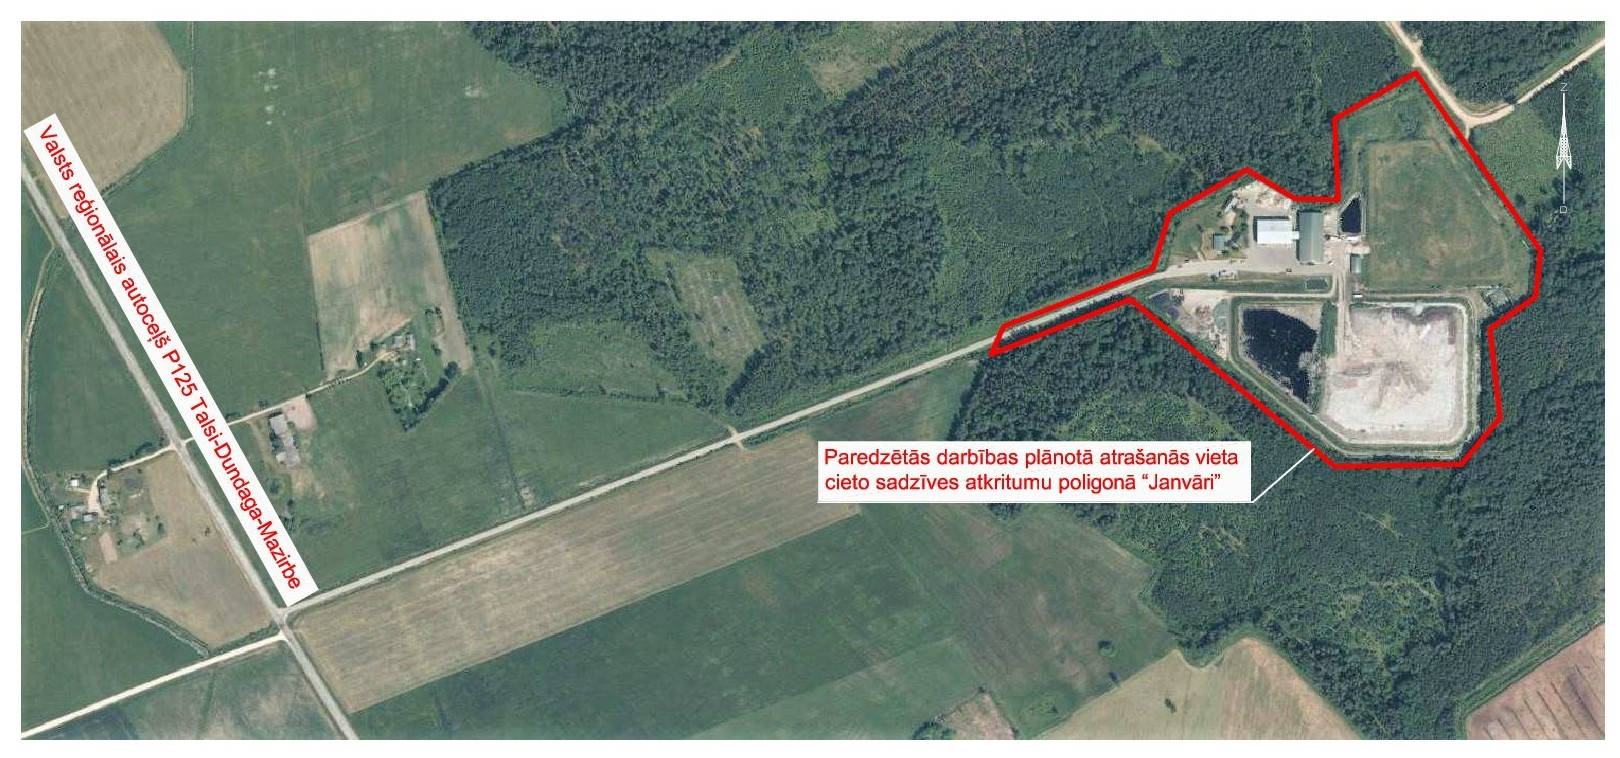 Valsts reģionālais autoceļš P125 Talsi-Dundaga-Mazirbe
Z
D
Paredzētās darbības plānotā atrašanās vieta
cieto sadzīves atkritumu poligonā “Janvāri”